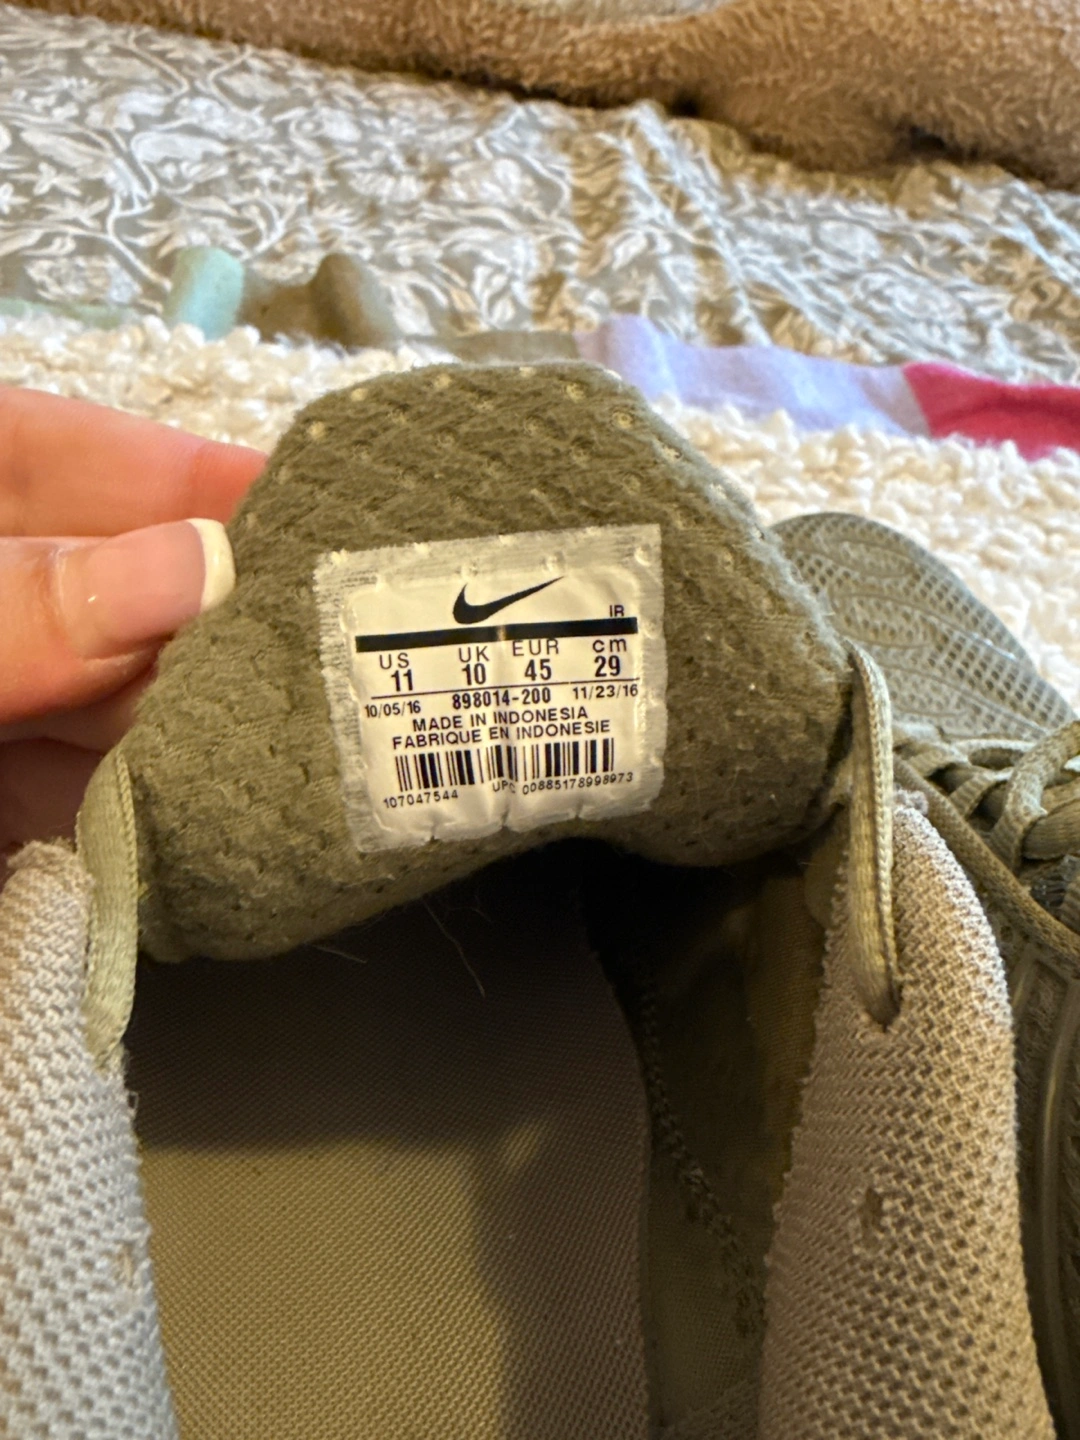 IR
US UK EUR cm
11 10 45 29
10/05/16 898014-200 11/23/16
MADE IN INDONESIA
FABRIQUE EN INDONESIE
107047544 UPC 00885178998973